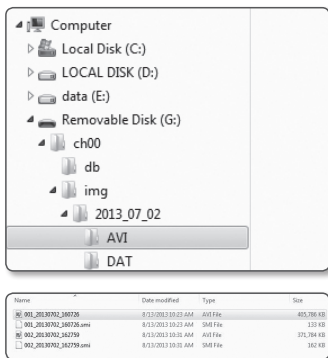 Computer
Local Disk (C:)
LOCAL DISK (D:)
data (E:)
Removable Disk (G:)
ch00
db
img
2013_07_02
AVI
DAT
Name Date modified Type Size
001_20130702_160726 8/13/2013 10:23 AM AVI File 405,786 KB
001_20130702_160726.smi 8/13/2013 10:23 AM SMI File 133 KB
002_20130702_162759 8/13/2013 10:31 AM AVI File 371,784 KB
002_20130702_162759.smi 8/13/2013 10:31 AM SMI File 162 KB